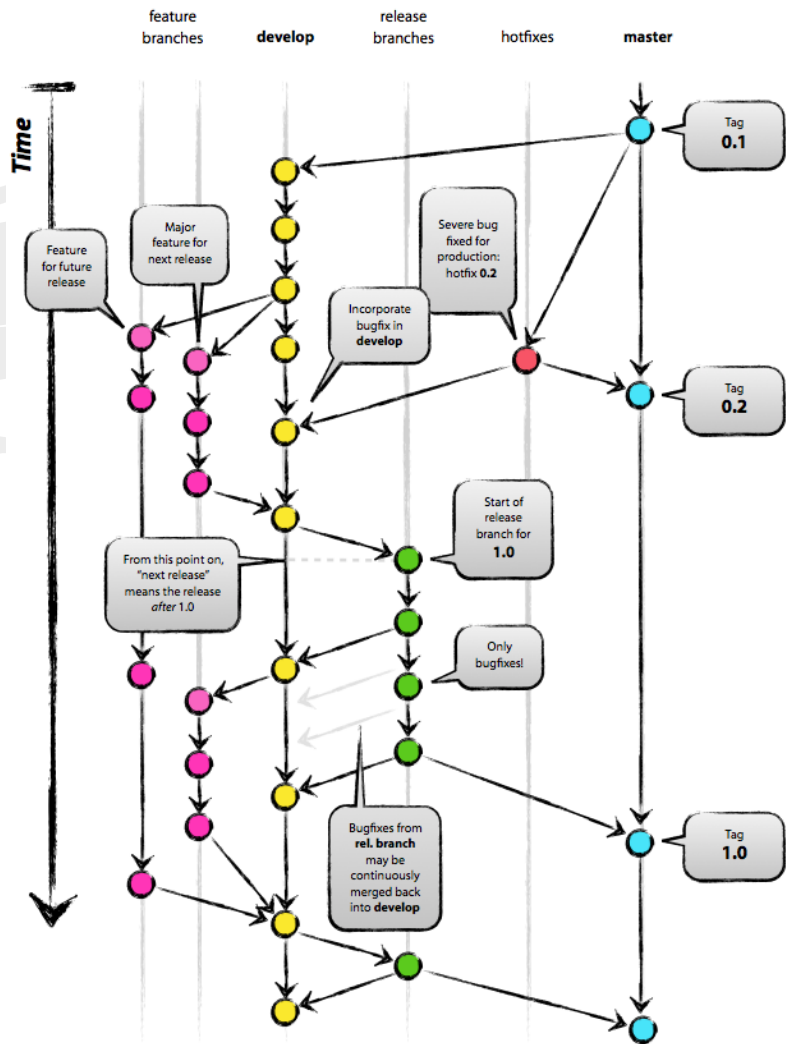 feature
branches
develop
release
branches
hotfixes
master
Time
Tag
0.1
Feature
for future
release
Major
feature for
next release
Severe bug
fixed for
production:
hotfix 0.2
Incorporate
bugfix in
develop
Tag
0.2
Start of
release
branch for
1.0
From this point on,
“next release”
means the release
after 1.0
Only
bugfixes!
Bugfixes from
rel. branch
may be
continuously
merged back
into develop
Tag
1.0